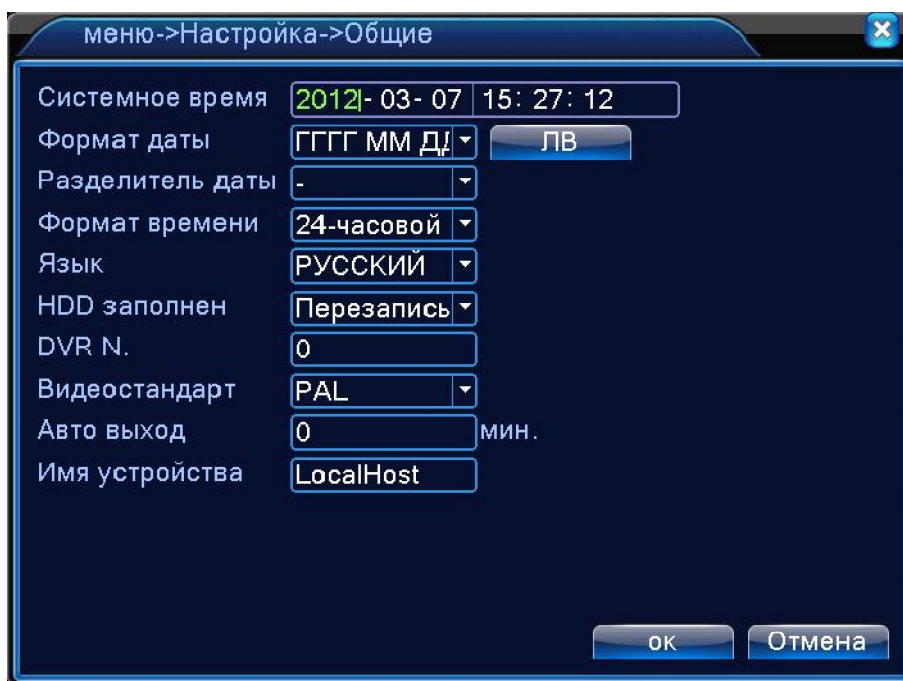 меню->Настройка->Общие
Системное время 2012- 03- 07 15: 27: 12
Формат даты ГГГГ ММ ДД ЛВ
Разделитель даты -
Формат времени 24-часовой
Язык РУССКИЙ
HDD заполнен Перезапись
DVR N. 0
Видеостандарт PAL
Авто выход 0 мин.
Имя устройства LocalHost
ок Отмена